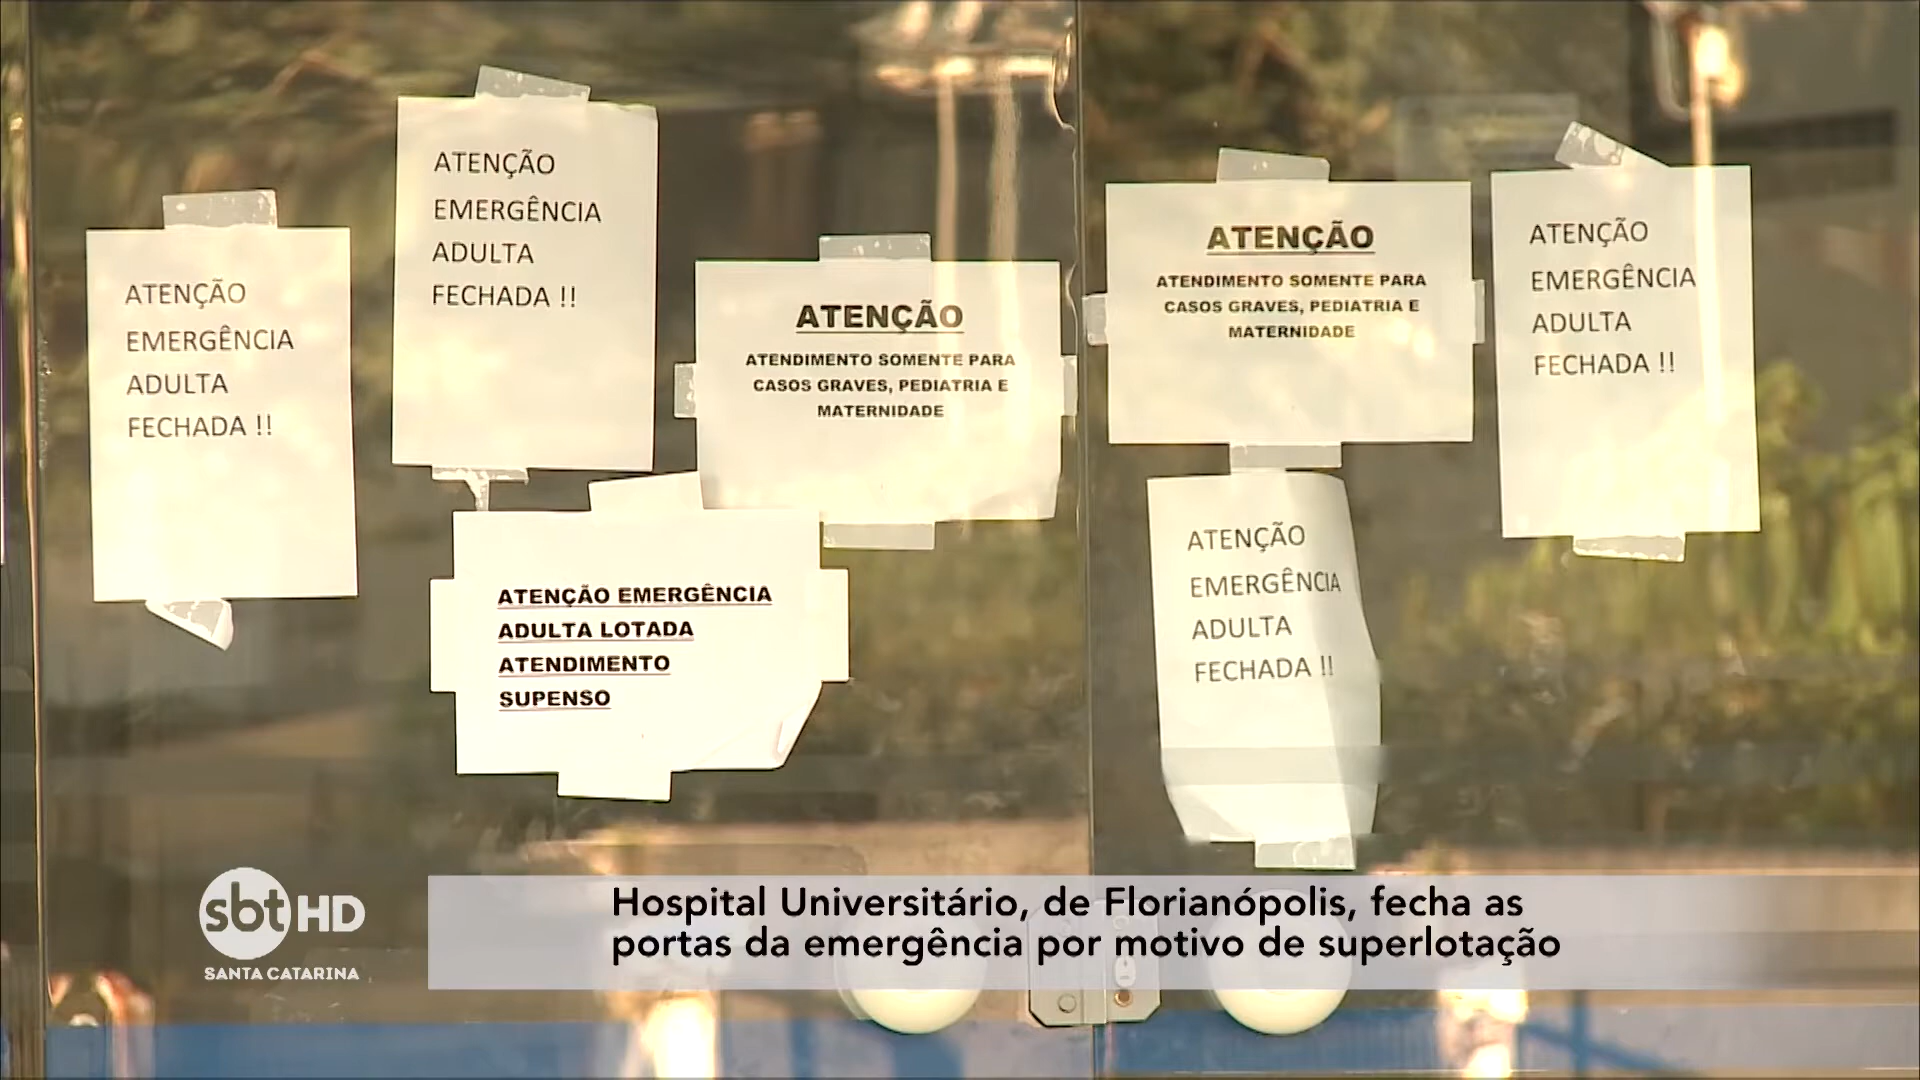 ATENÇÃO
EMERGÊNCIA
ADULTA
FECHADA !!
ATENÇÃO
EMERGÊNCIA
ADULTA
FECHADA !!
ATENÇÃO
ATENDIMENTO SOMENTE PARA
CASOS GRAVES, PEDIATRIA E
MATERNIDADE
ATENÇÃO
ATENDIMENTO SOMENTE PARA
CASOS GRAVES, PEDIATRIA E
MATERNIDADE
ATENÇÃO
EMERGÊNCIA
ADULTA
FECHADA !!
ATENÇÃO EMERGÊNCIA
ADULTA LOTADA
ATENDIMENTO
SUPENSO
ATENÇÃO
EMERGÊNCIA
ADULTA
FECHADA !!
sbt HD
SANTA CATARINA
Hospital Universitário, de Florianópolis, fecha as
portas da emergência por motivo de superlotação